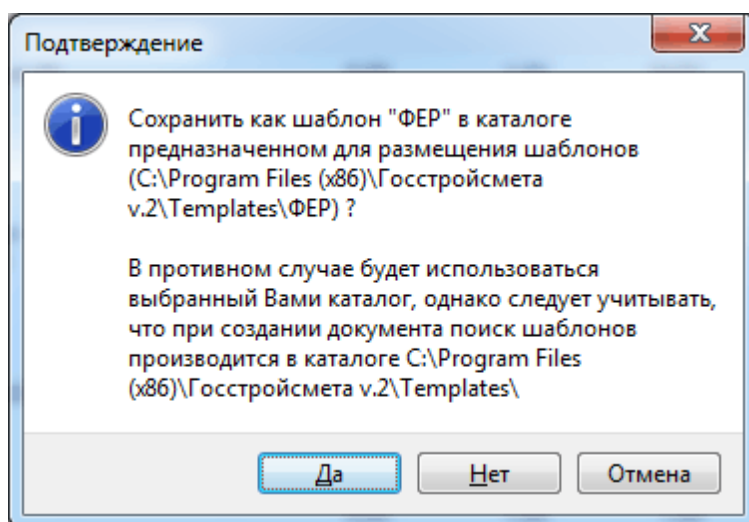 Подтверждение
Сохранить как шаблон "ФЕР" в каталоге
предназначенном для размещения шаблонов
(C:\Program Files (x86)\Госстройсмета
v.2\Templates\ФЕР) ?
В противном случае будет использоваться
выбранный Вами каталог, однако следует учитывать,
что при создании документа поиск шаблонов
производится в каталоге C:\Program Files
(x86)\Госстройсмета v.2\Templates\
Да
Нет
Отмена